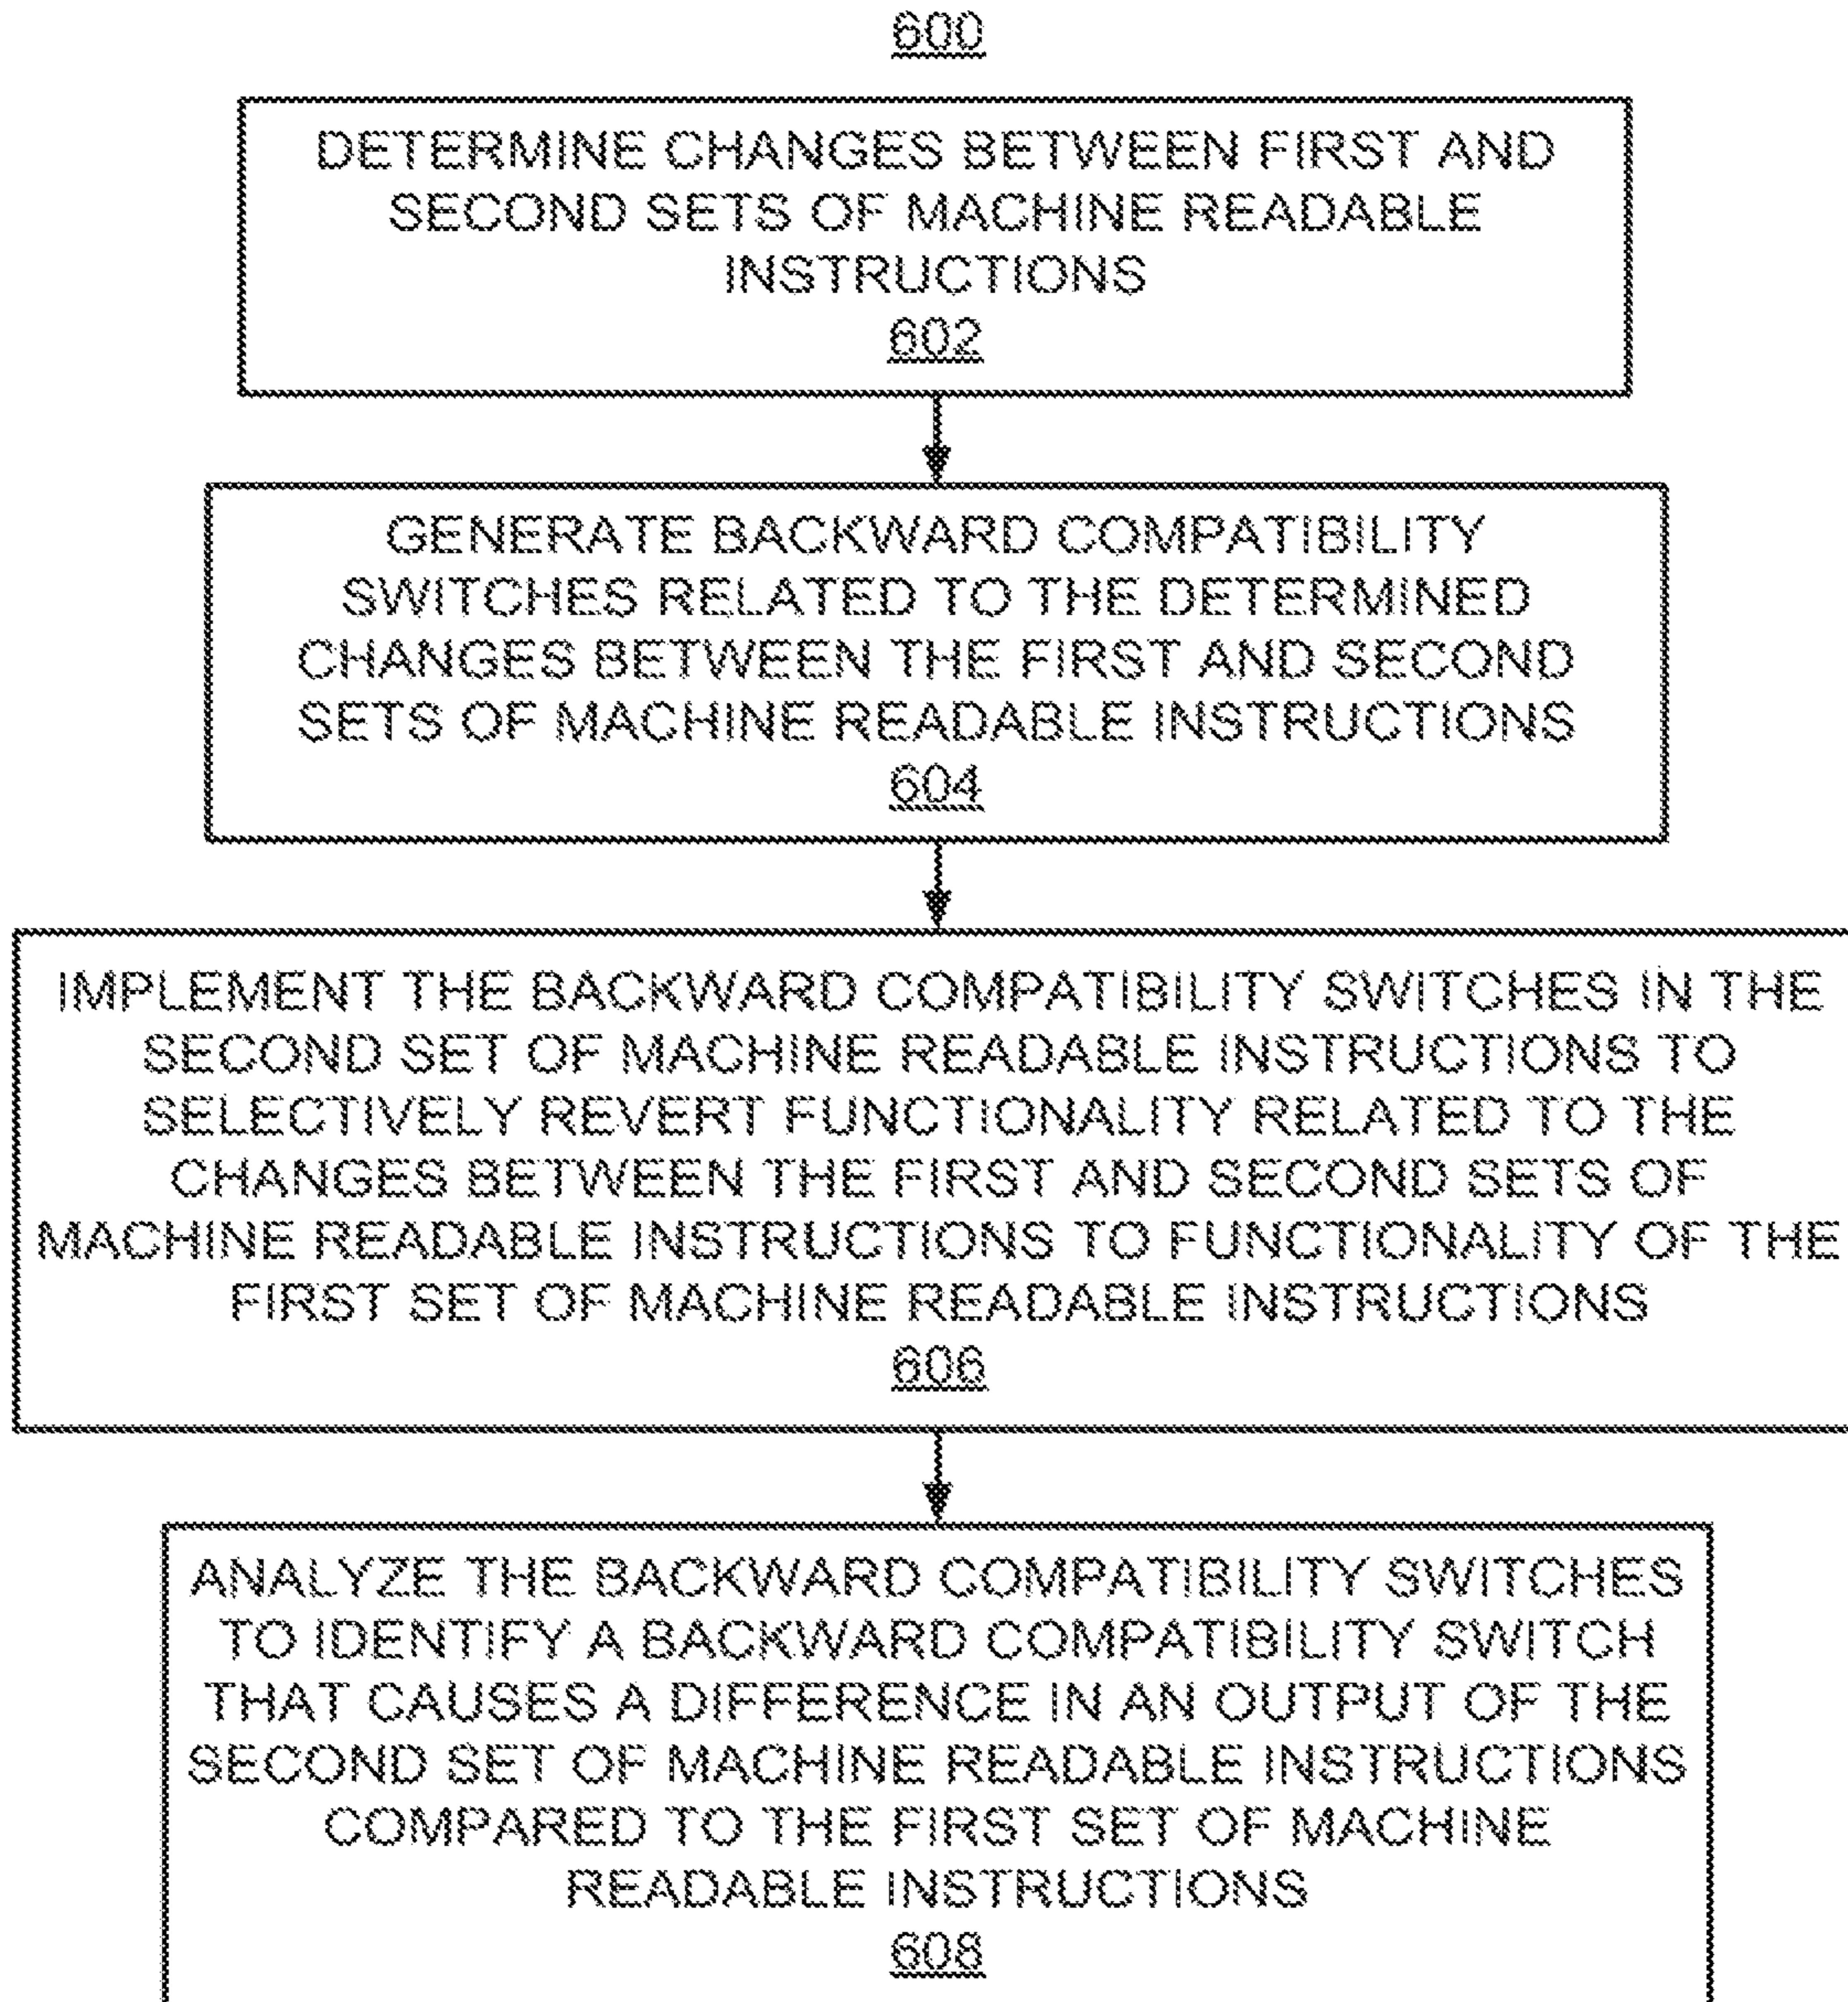 600
DETERMINE CHANGES BETWEEN FIRST AND
SECOND SETS OF MACHINE READABLE
INSTRUCTIONS
602
GENERATE BACKWARD COMPATIBILITY
SWITCHES RELATED TO THE DETERMINED
CHANGES BETWEEN THE FIRST AND SECOND
SETS OF MACHINE READABLE INSTRUCTIONS
604
IMPLEMENT THE BACKWARD COMPATIBILITY SWITCHES IN THE
SECOND SET OF MACHINE READABLE INSTRUCTIONS TO
SELECTIVELY REVERT FUNCTIONALITY RELATED TO THE
CHANGES BETWEEN THE FIRST AND SECOND SETS OF
MACHINE READABLE INSTRUCTIONS TO FUNCTIONALITY OF THE
FIRST SET OF MACHINE READABLE INSTRUCTIONS
606
ANALYZE THE BACKWARD COMPATIBILITY SWITCHES
TO IDENTIFY A BACKWARD COMPATIBILITY SWITCH
THAT CAUSES A DIFFERENCE IN AN OUTPUT OF THE
SECOND SET OF MACHINE READABLE INSTRUCTIONS
COMPARED TO THE FIRST SET OF MACHINE
READABLE INSTRUCTIONS
608